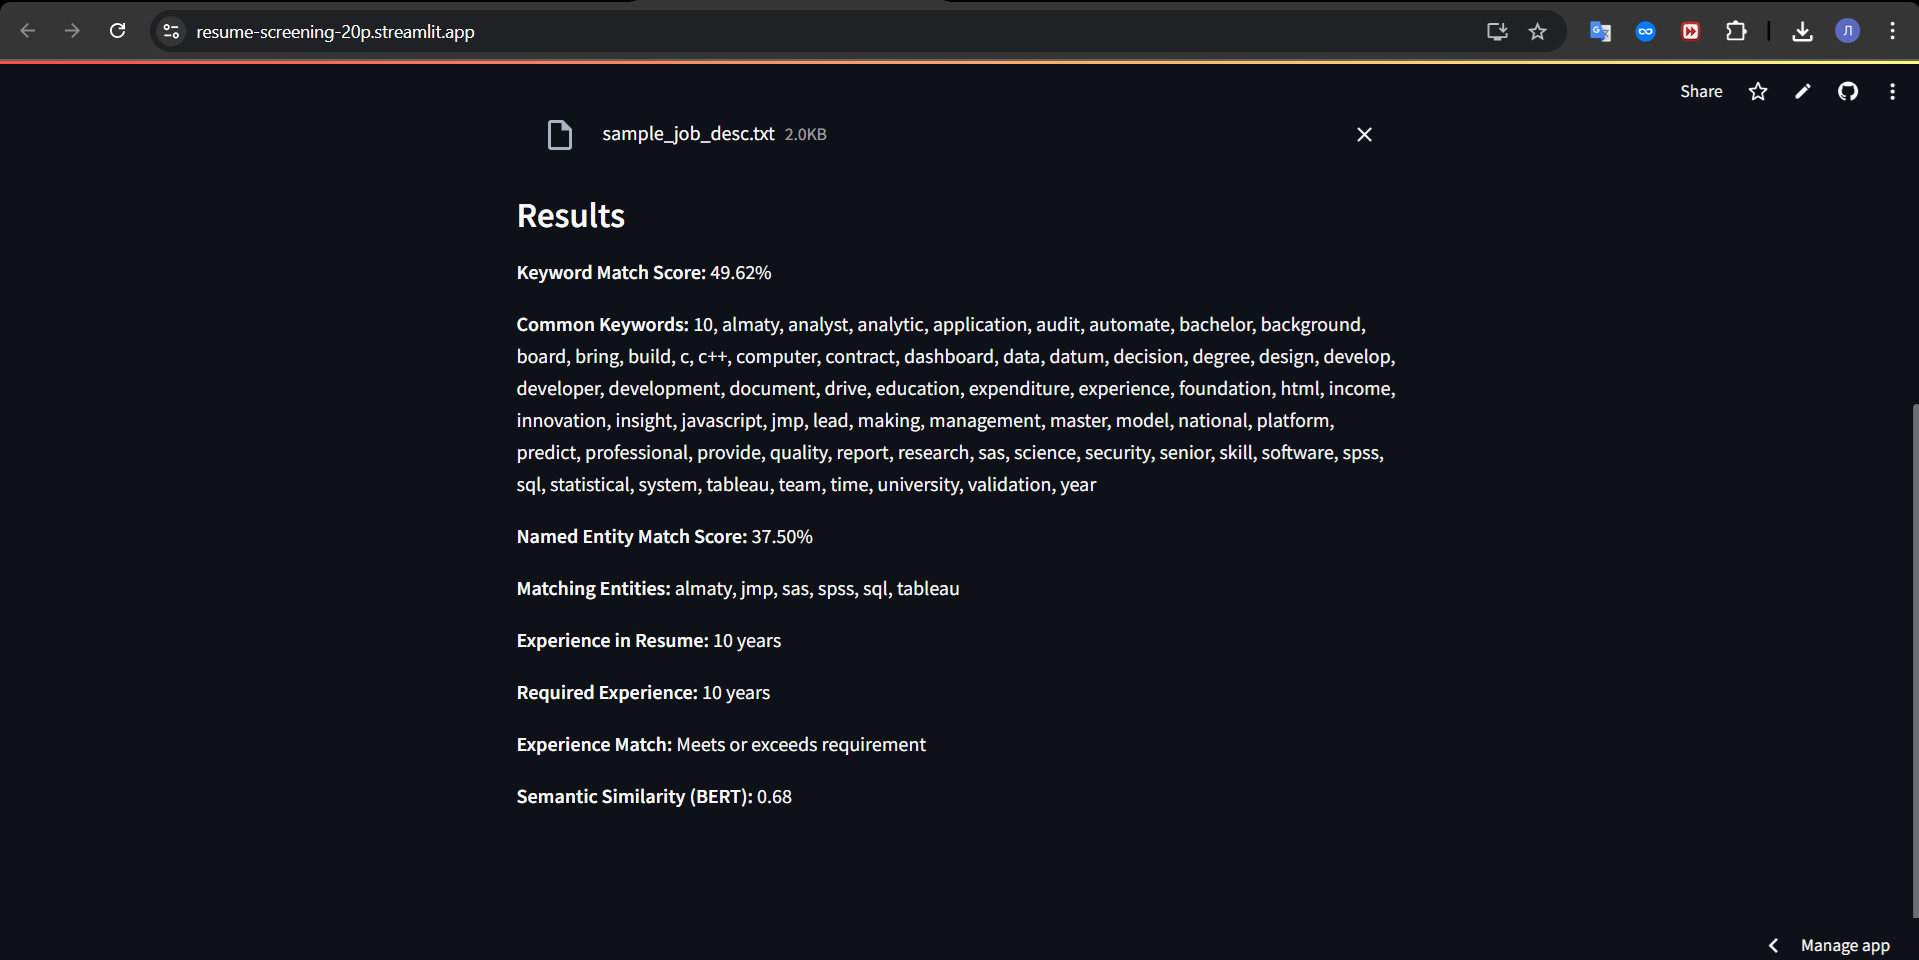 resume-screening-20p.streamlit.app
Л
Share
sample_job_desc.txt 2.0KB
Results
Keyword Match Score: 49.62%
Common Keywords: 10, almaty, analyst, analytic, application, audit, automate, bachelor, background,
board, bring, build, c, c++, computer, contract, dashboard, data, datum, decision, degree, design, develop,
developer, development, document, drive, education, expenditure, experience, foundation, html, income,
innovation, insight, javascript, jmp, lead, making, management, master, model, national, platform,
predict, professional, provide, quality, report, research, sas, science, security, senior, skill, software, spss,
sql, statistical, system, tableau, team, time, university, validation, year
Named Entity Match Score: 37.50%
Matching Entities: almaty, jmp, sas, spss, sql, tableau
Experience in Resume: 10 years
Required Experience: 10 years
Experience Match: Meets or exceeds requirement
Semantic Similarity (BERT): 0.68
Manage app